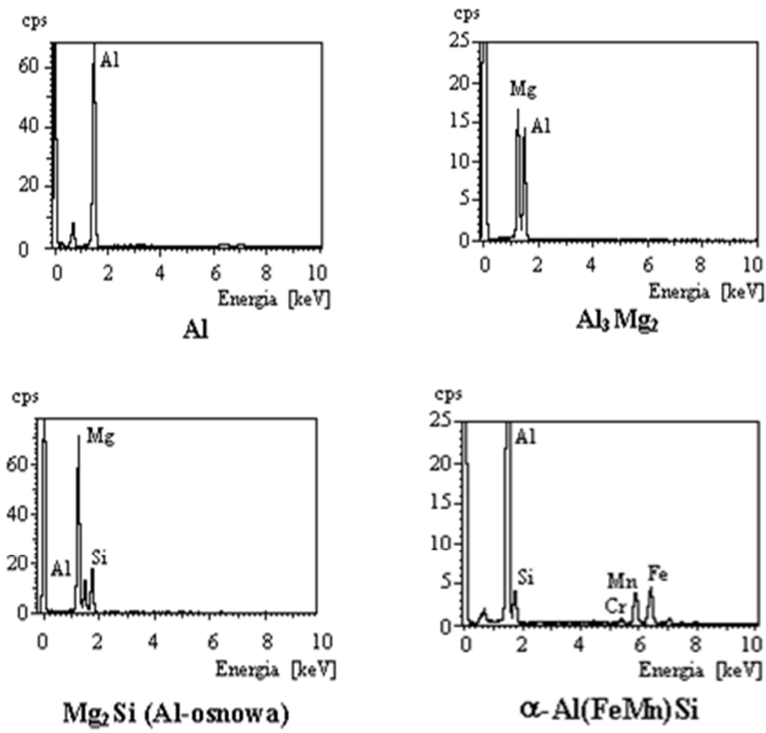 cps
60
40
20
0
Al
0 2 4 6 8 10
Energia [keV]
Al
cps
25
20
15
10
5
0
Mg
Al
0 2 4 6 8 10
Energia [keV]
Al₃Mg₂
cps
60
40
20
0
Mg
Al
Si
0 2 4 6 8 10
Energia [keV]
Mg₂Si (Al-osnowa)
cps
25
20
15
10
5
0
Al
Si
Mn
Fe
Cr
0 2 4 6 8 10
Energia [keV]
α-Al(FeMn)Si